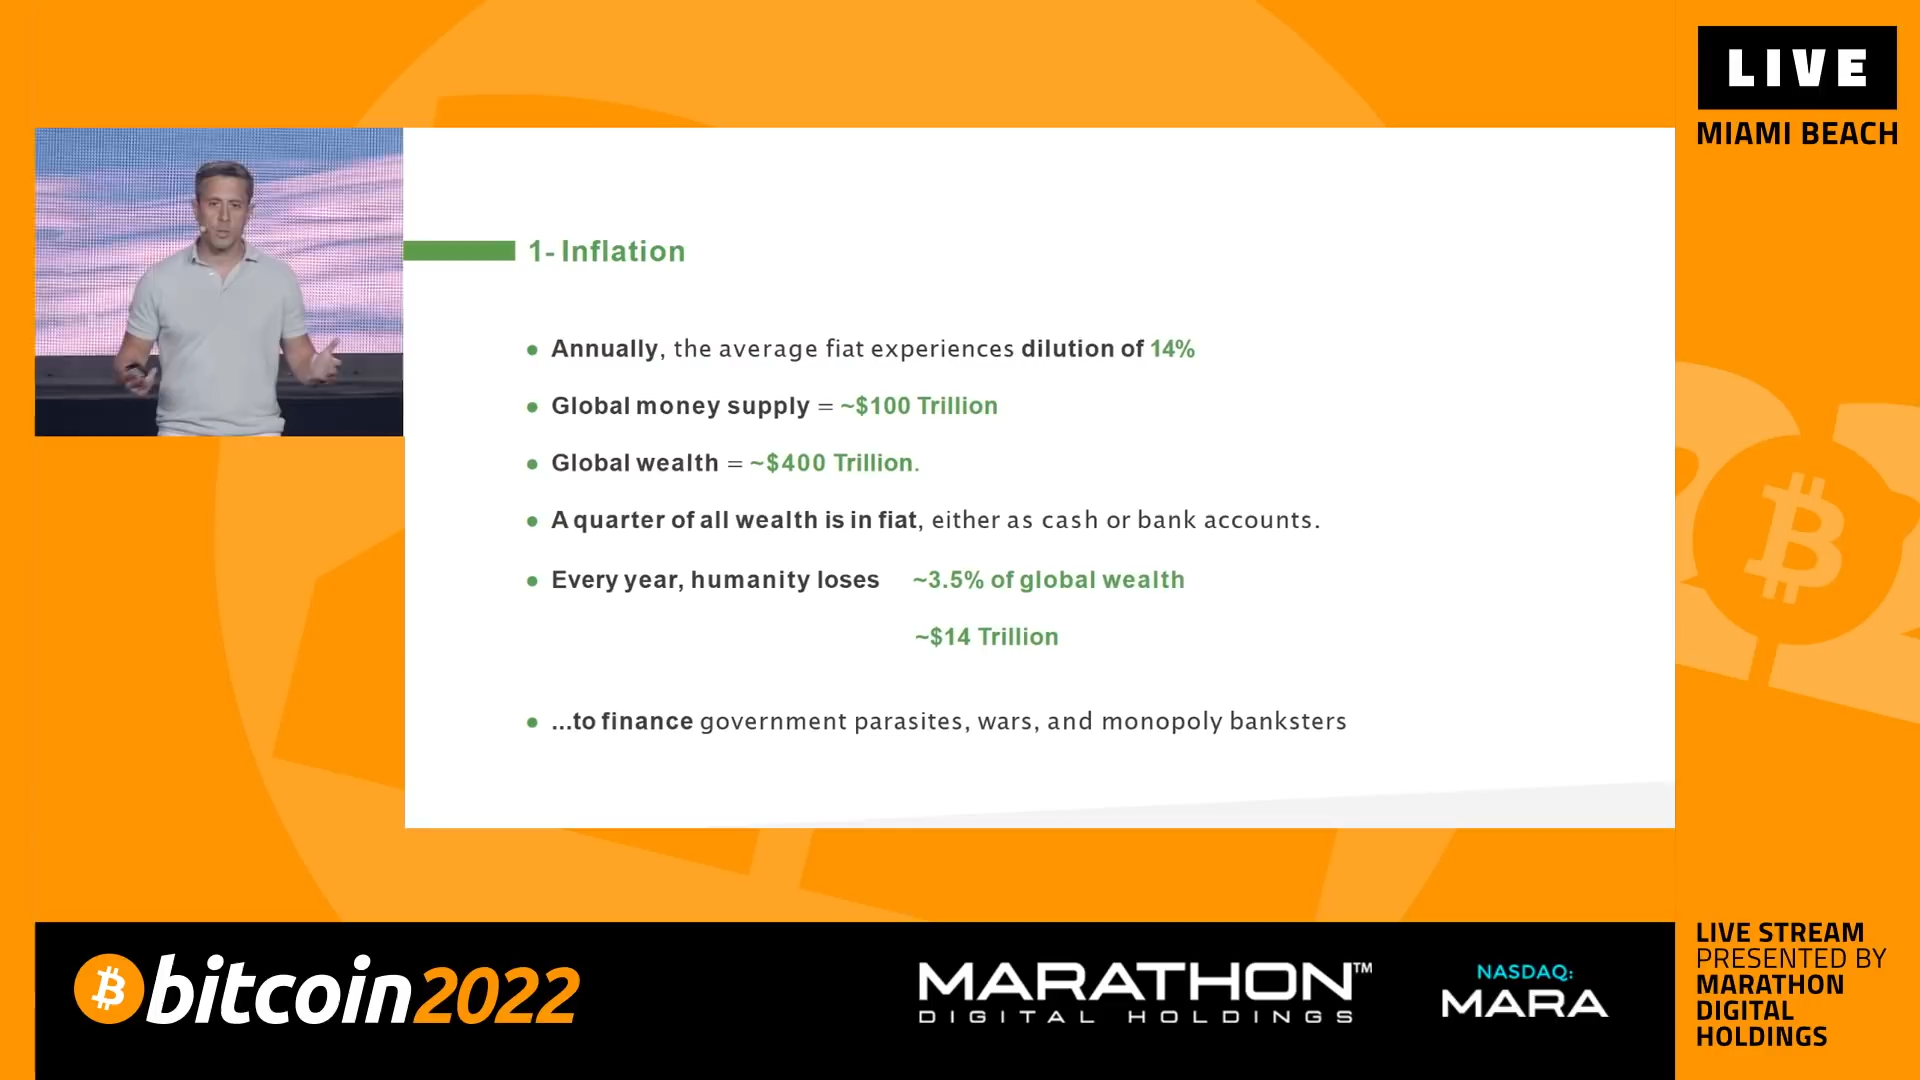 LIVE
MIAMI BEACH
1- Inflation
Annually, the average fiat experiences dilution of 14%
Global money supply = ~$100 Trillion
Global wealth = ~$400 Trillion.
A quarter of all wealth is in fiat, either as cash or bank accounts.
Every year, humanity loses ~3.5% of global wealth
~$14 Trillion
...to finance government parasites, wars, and monopoly banksters
bitcoin 2022
MARATHON™
DIGITAL HOLDINGS
NASDAQ:
MARA
LIVE STREAM
PRESENTED BY
MARATHON
DIGITAL
HOLDINGS